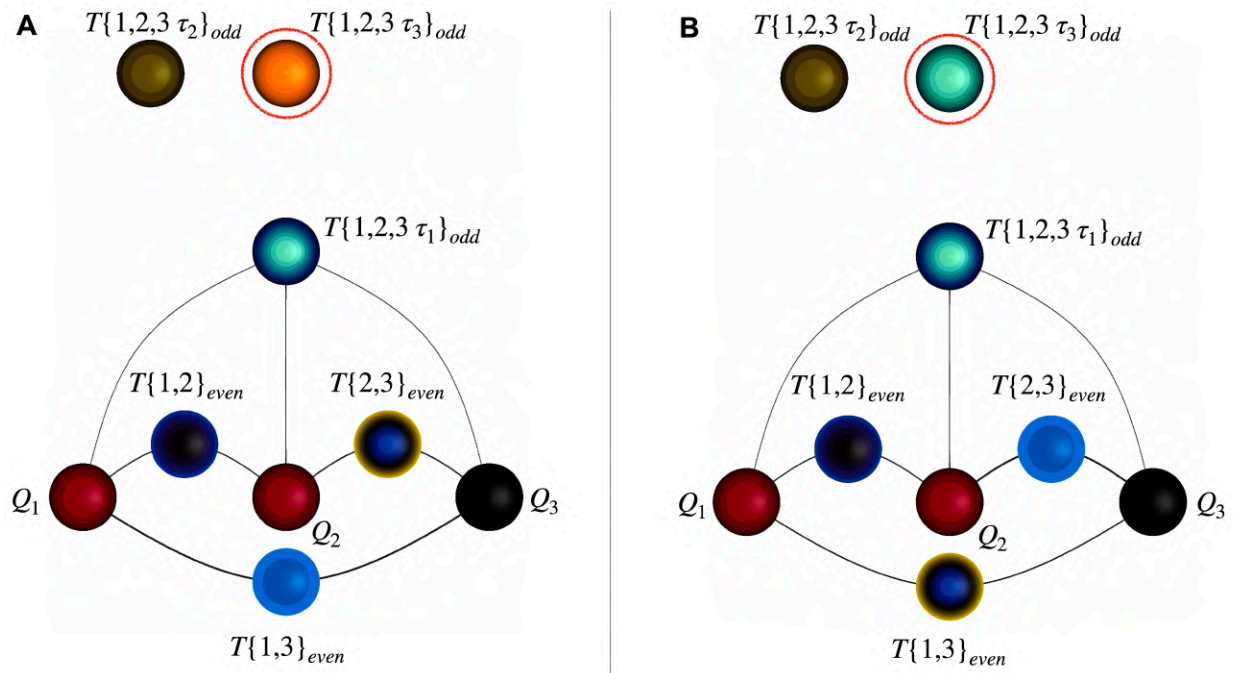 A
T{1,2,3 τ₂}odd
T{1,2,3 τ₃}odd
T{1,2,3 τ₁}odd
T{1,2}even
T{2,3}even
Q₁
Q₂
Q₃
T{1,3}even
B
T{1,2,3 τ₂}odd
T{1,2,3 τ₃}odd
T{1,2,3 τ₁}odd
T{1,2}even
T{2,3}even
Q₁
Q₂
Q₃
T{1,3}even